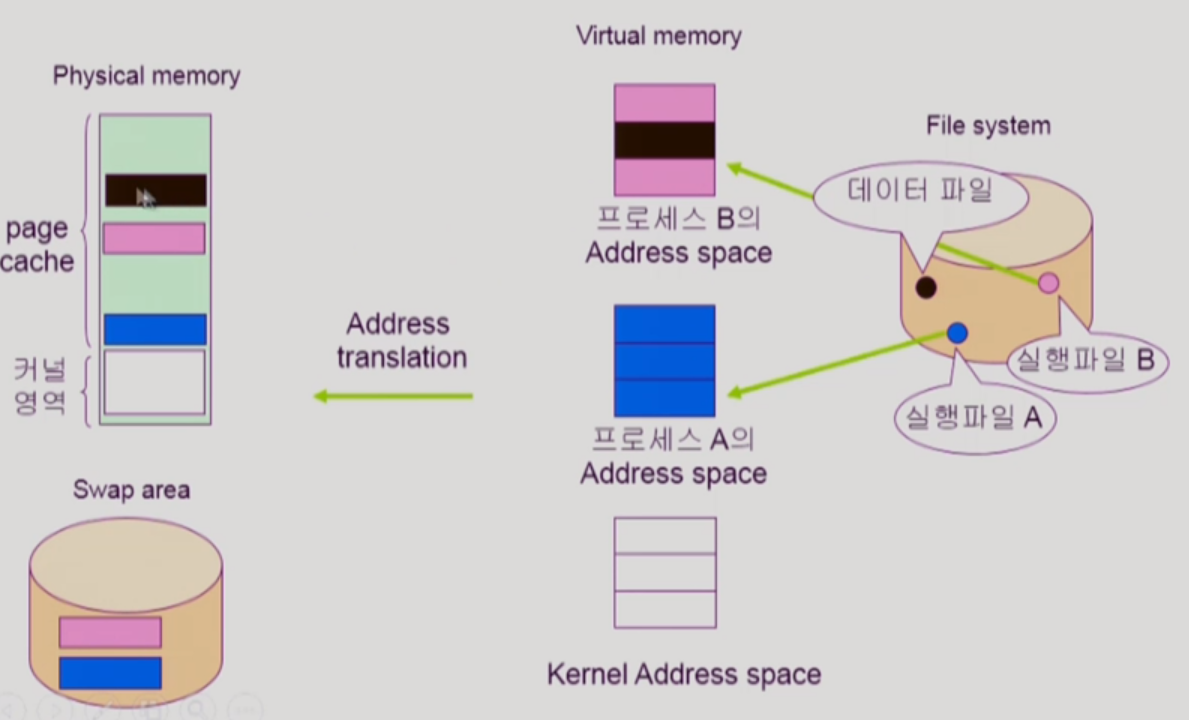 Virtual memory
Physical memory
File system
데이터 파일
page
cache
프로세스 B의
Address space
Address
translation
실행파일 B
커널
영역
실행파일 A
프로세스 A의
Address space
Swap area
Kernel Address space